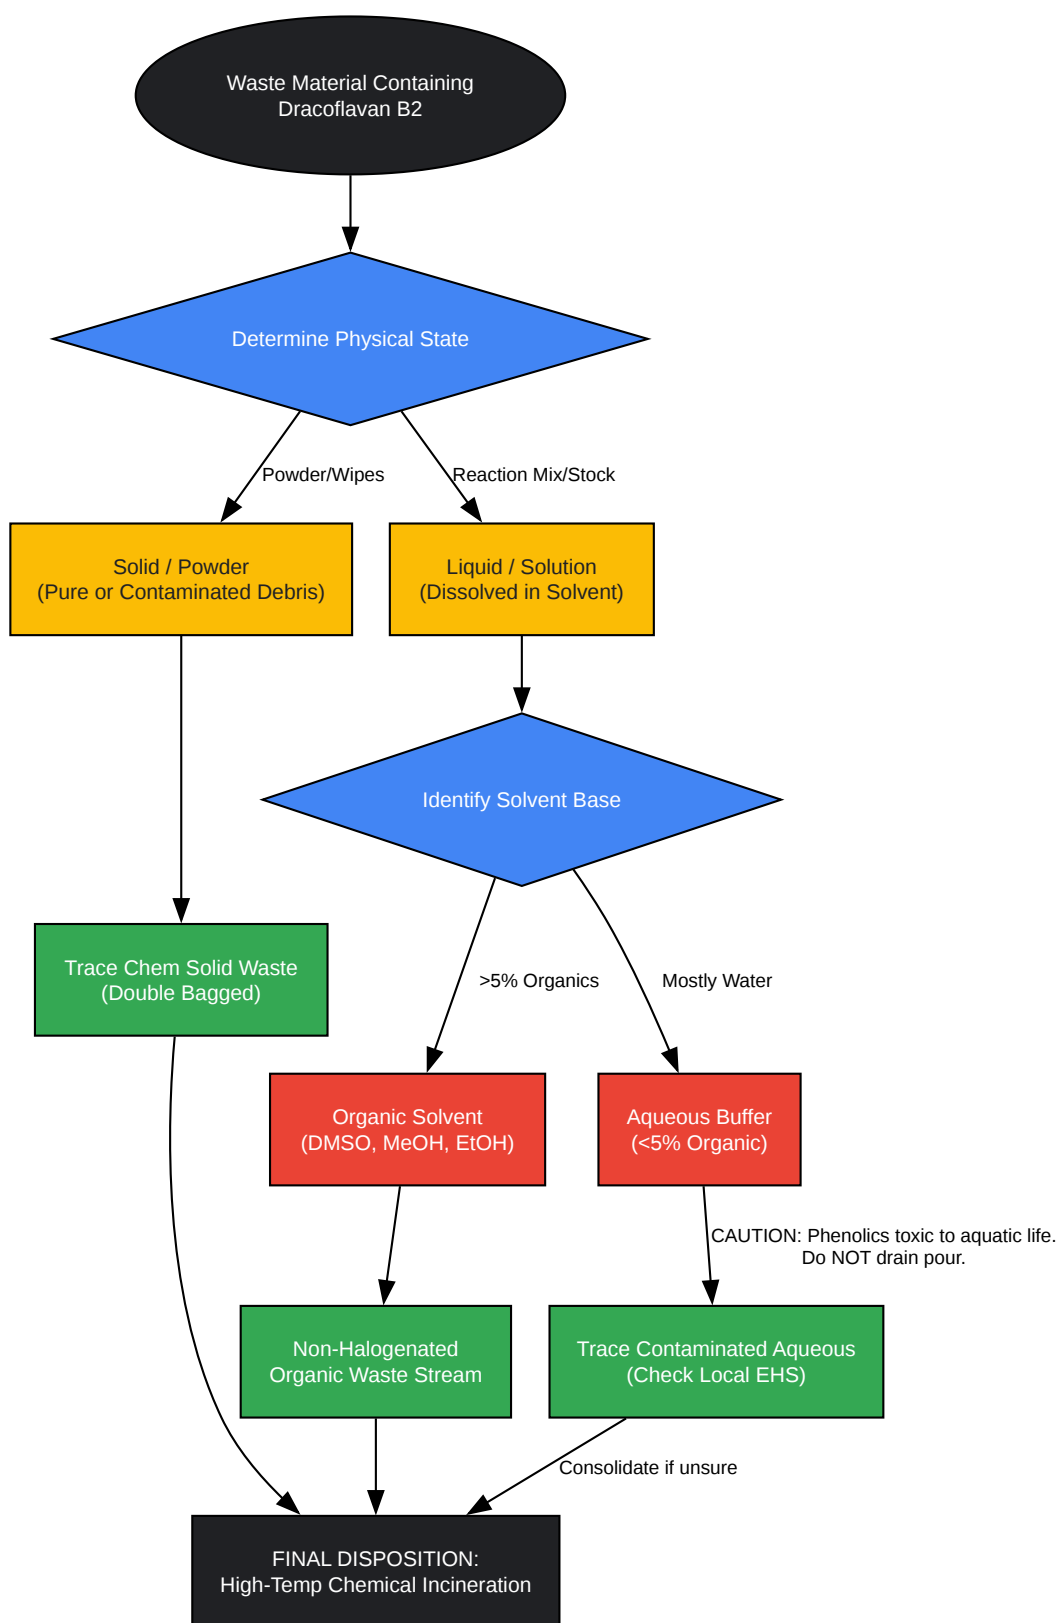 Waste Material Containing
Dracoflavan B2
Determine Physical State
Powder/Wipes
Reaction Mix/Stock
Solid / Powder
(Pure or Contaminated Debris)
Liquid / Solution
(Dissolved in Solvent)
Identify Solvent Base
Trace Chem Solid Waste
(Double Bagged)
>5% Organics
Mostly Water
Organic Solvent
(DMSO, MeOH, EtOH)
Aqueous Buffer
(<5% Organic)
CAUTION: Phenolics toxic to aquatic life.
Do NOT drain pour.
Non-Halogenated
Organic Waste Stream
Trace Contaminated Aqueous
(Check Local EHS)
Consolidate if unsure
FINAL DISPOSITION:
High-Temp Chemical Incineration